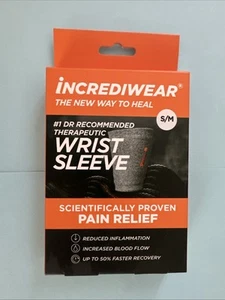 iNCREDIWEAR®
THE NEW WAY TO HEAL
S/M
#1 DR RECOMMENDED
THERAPEUTIC
WRIST
SLEEVE
SCIENTIFICALLY PROVEN
PAIN RELIEF
REDUCED INFLAMMATION
INCREASED BLOOD FLOW
UP TO 50% FASTER RECOVERY